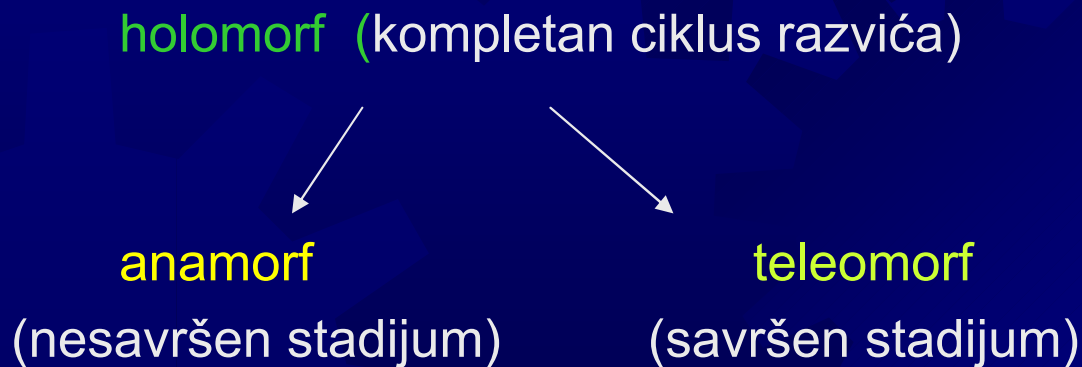 holomorf (kompletan ciklus razvića)
anamorf teleomorf
(nesavršen stadijum) (savršen stadijum)